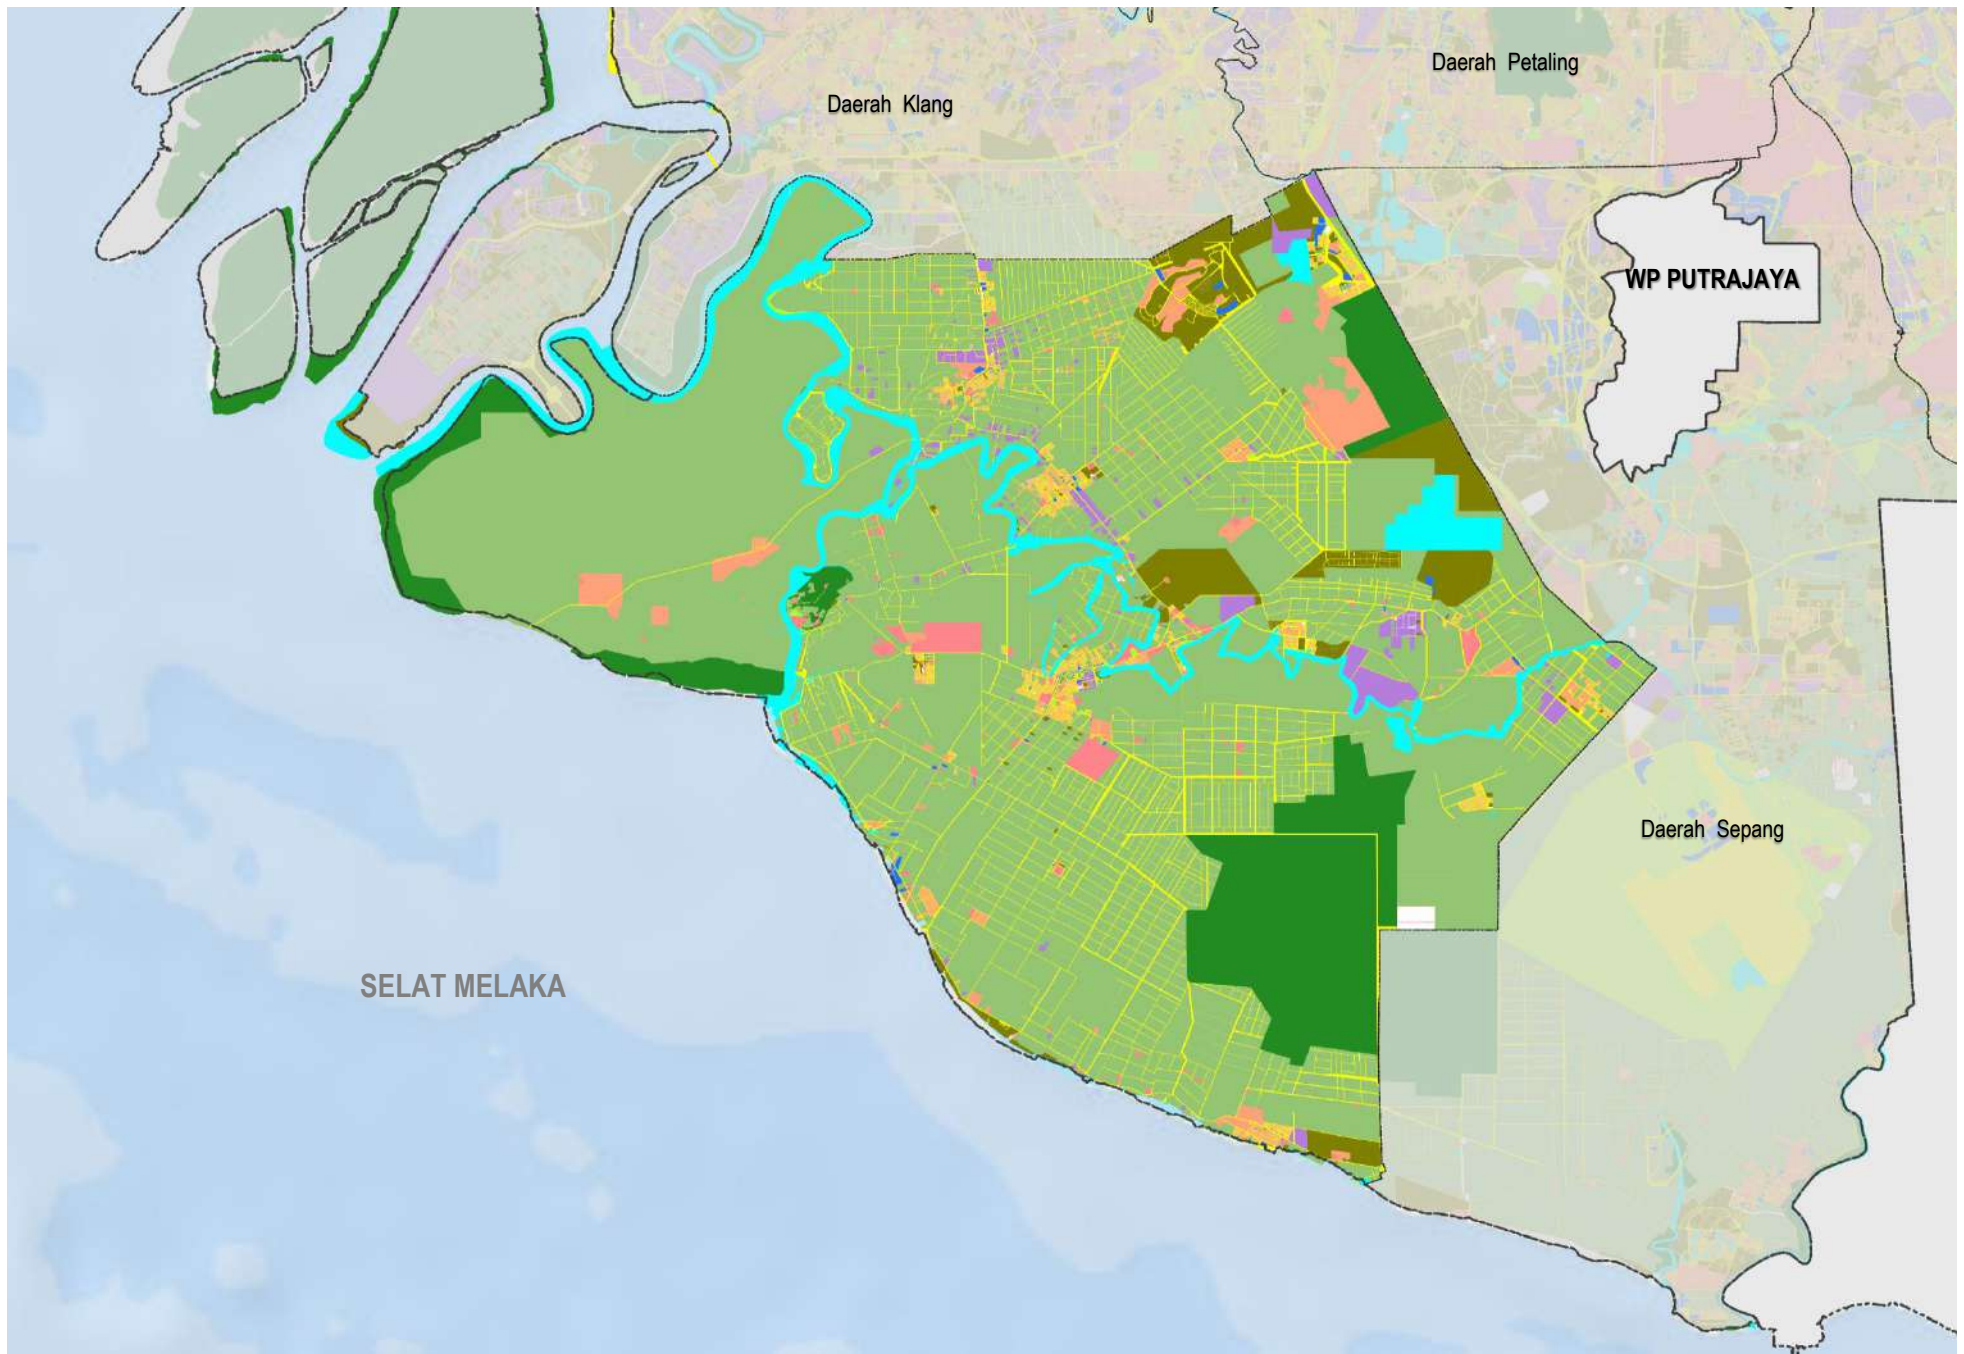 Daerah Petaling
Daerah Klang
WP PUTRAJAYA
Daerah Sepang
SELAT MELAKA